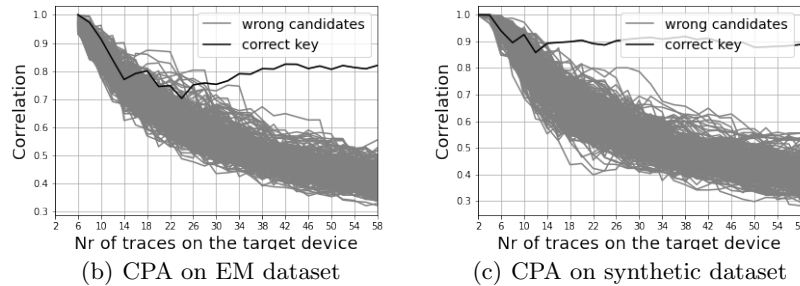 1.0
0.9
0.8
0.7
0.6
0.5
0.4
0.3
Correlation
wrong candidates
correct key
2 6 10 14 18 22 26 30 34 38 42 46 50 54 58
Nr of traces on the target device
(b) CPA on EM dataset
1.0
0.9
0.8
0.7
0.6
0.5
0.4
0.3
Correlation
wrong candidates
correct key
2 6 10 14 18 22 26 30 34 38 42 46 50 54
Nr of traces on the target device
(c) CPA on synthetic dataset